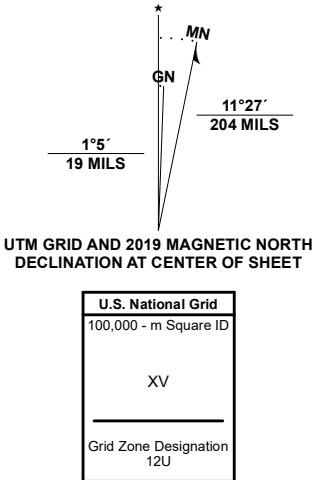 ★
MN
GN
11°27´
204 MILS
1°5´
19 MILS
UTM GRID AND 2019 MAGNETIC NORTH
DECLINATION AT CENTER OF SHEET
U.S. National Grid
100,000 - m Square ID
XV
Grid Zone Designation
12U